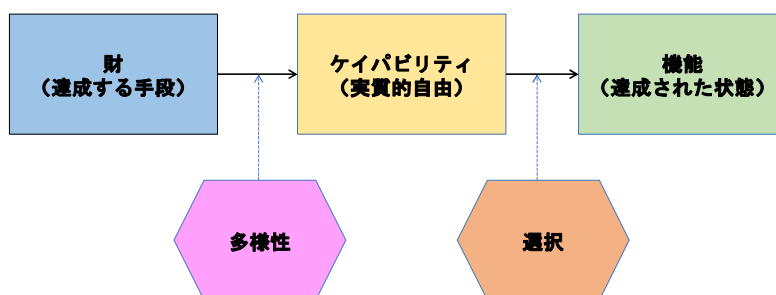 財
（達成する手段）
ケイパビリティ
（実質的自由）
機能
（達成された状態）
多様性
選択